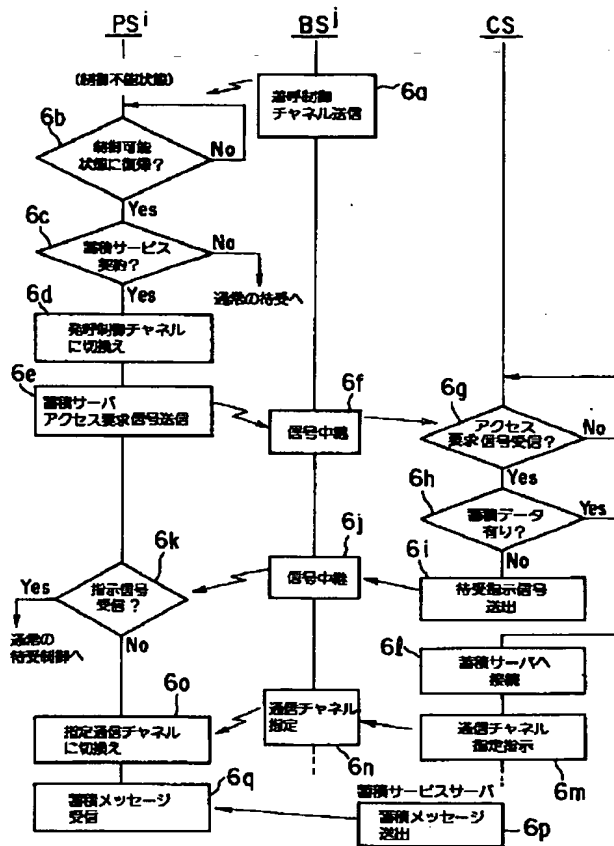 PSi
BSj
CS
(制御不能状態)
着呼制御
チャネル送信
6a
6b
制御可能
状態に復帰?
No
Yes
6c
蓄積サービス
契約?
No
通常の待受へ
Yes
6d
発呼制御チャネル
に切換え
6e
蓄積サーバ
アクセス要求信号送信
6f
信号中継
6g
アクセス
要求信号受信?
No
Yes
6h
蓄積データ
有り?
Yes
No
6i
待受指示信号
送出
6j
信号中継
6k
指示信号
受信?
Yes
通常の
待受制御へ
No
6l
蓄積サーバへ
接続
通信チャネル
指定指示
6m
通信チャネル
指定
6n
6o
指定通信チャネル
に切換え
蓄積メッセージ
受信
6q
蓄積サービスサーバ
蓄積メッセージ
送出
6p